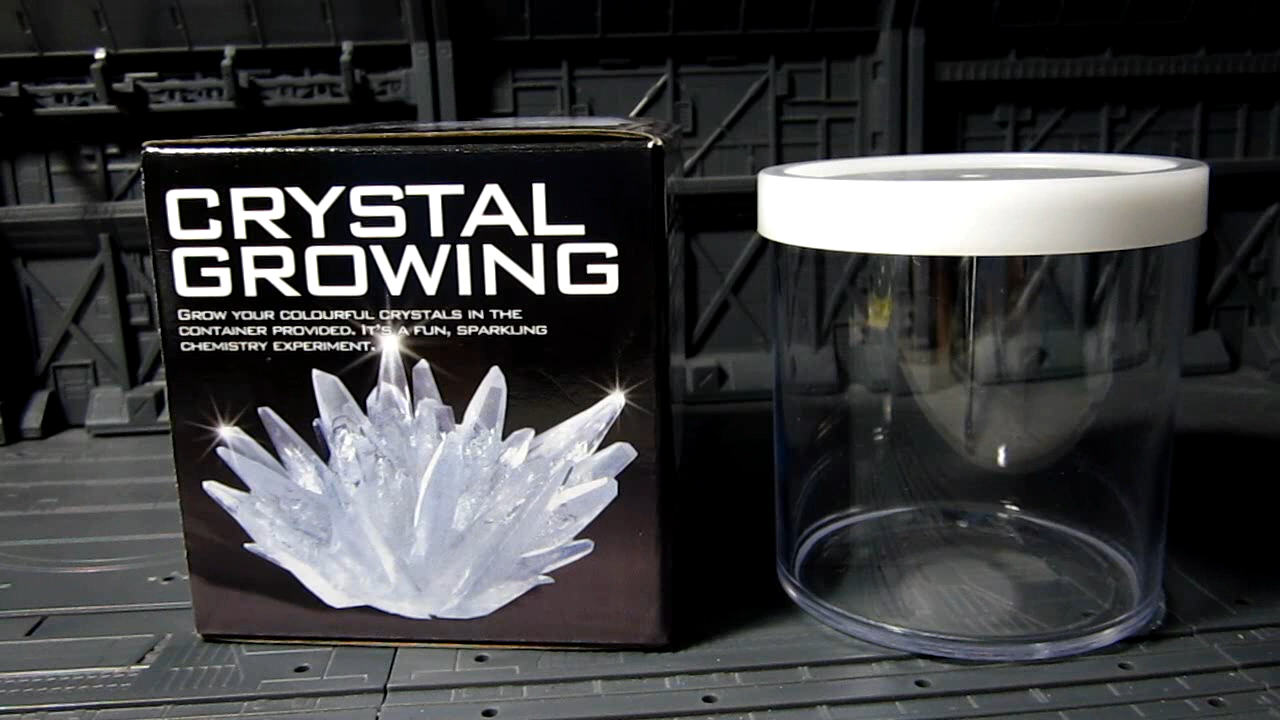 CRYSTAL
GROWING
GROW YOUR COLOURFUL CRYSTALS IN THE
CONTAINER PROVIDED. IT'S A FUN, SPARKLING
CHEMISTRY EXPERIMENT.